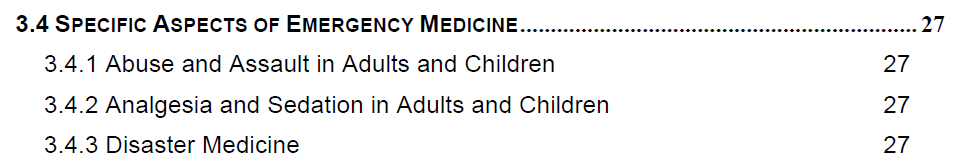 3.4 SPECIFIC ASPECTS OF EMERGENCY MEDICINE................................................................ 27
3.4.1 Abuse and Assault in Adults and Children 27
3.4.2 Analgesia and Sedation in Adults and Children 27
3.4.3 Disaster Medicine 27